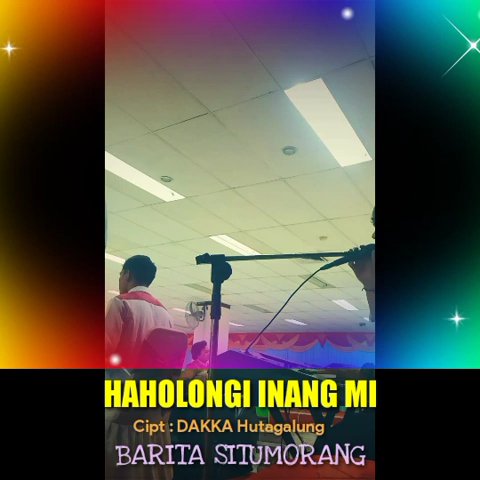 HAHOLONGI INANG MI
Cipt : DAKKA Hutagalung
BARITA SITUMORANG